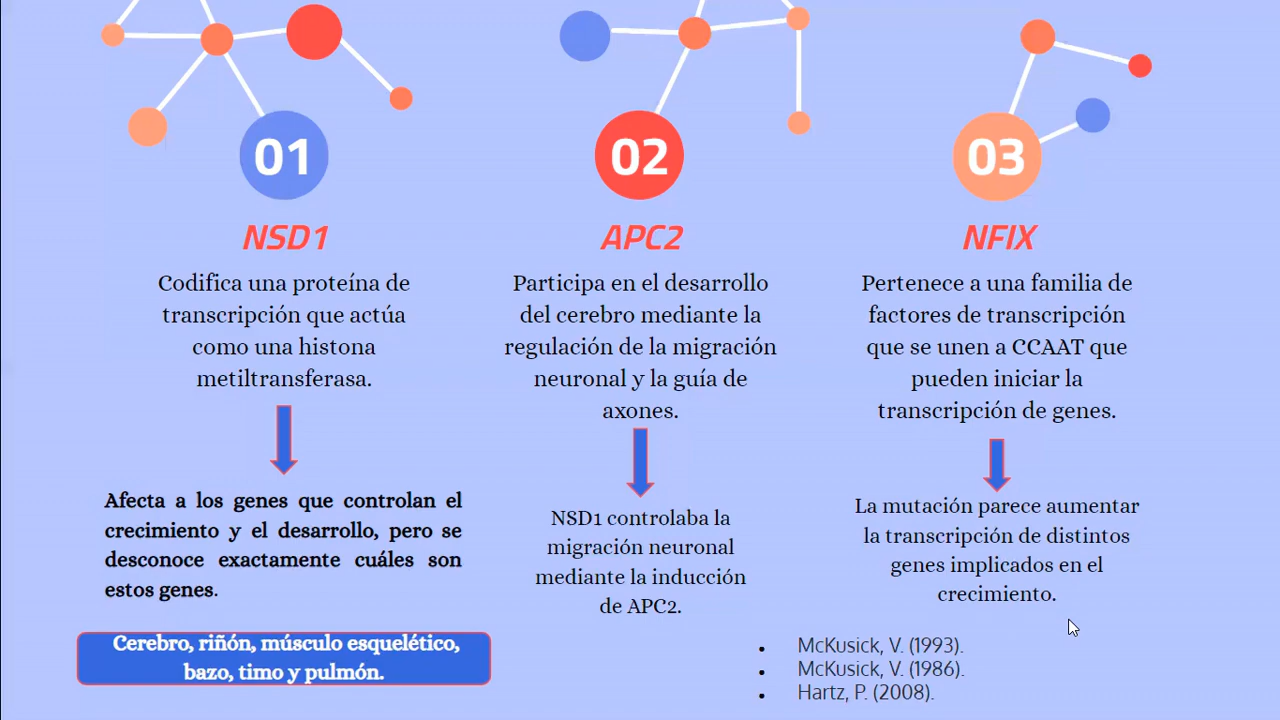 01
NSD1
Codifica una proteína de
transcripción que actúa
como una histona
metiltransferasa.
Afecta a los genes que controlan el
crecimiento y el desarrollo, pero se
desconoce exactamente cuáles son
estos genes.
Cerebro, riñón, músculo esquelético,
bazo, timo y pulmón.
02
APC2
Participa en el desarrollo
del cerebro mediante la
regulación de la migración
neuronal y la guía de
axones.
NSD1 controlaba la
migración neuronal
mediante la inducción
de APC2.
03
NFIX
Pertenece a una familia de
factores de transcripción
que se unen a CCAAT que
pueden iniciar la
transcripción de genes.
La mutación parece aumentar
la transcripción de distintos
genes implicados en el
crecimiento.
• McKusick, V. (1993).
• McKusick, V. (1986).
• Hartz, P. (2008).